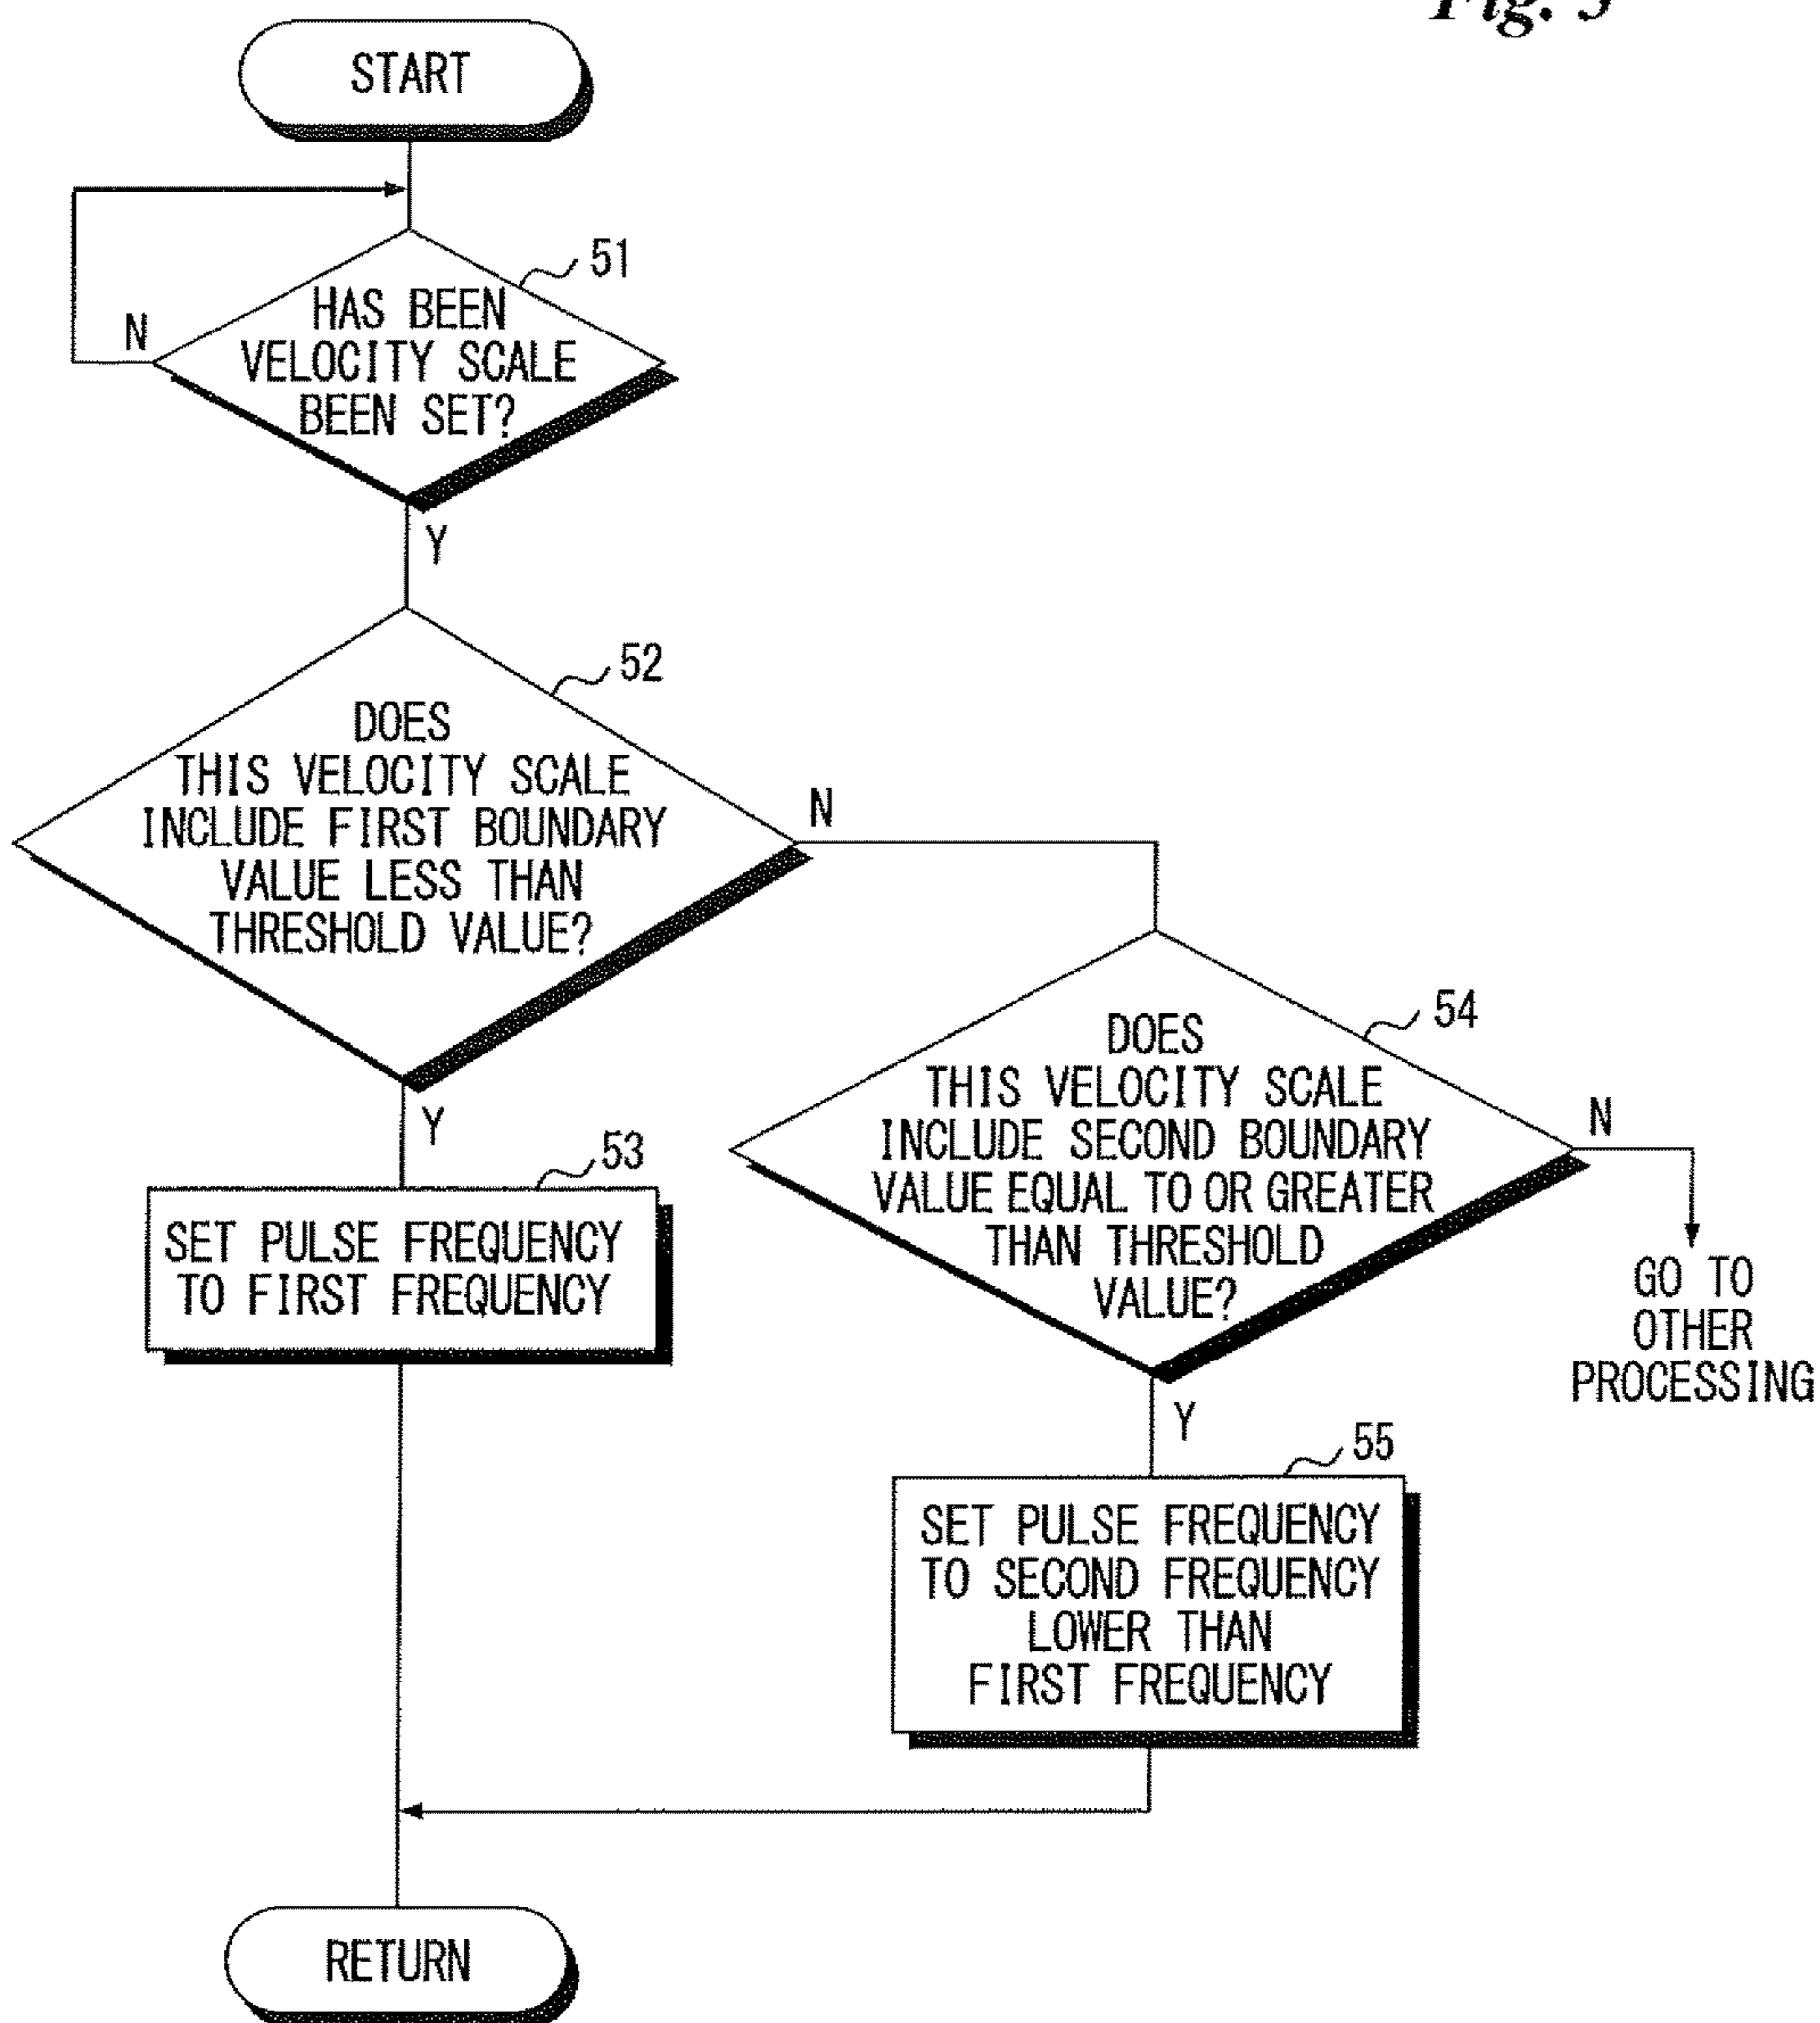 Fig.
START
51
HAS BEEN
VELOCITY SCALE
BEEN SET?
N
Y
52
DOES
THIS VELOCITY SCALE
INCLUDE FIRST BOUNDARY
VALUE LESS THAN
THRESHOLD VALUE?
N
Y
53
SET PULSE FREQUENCY
TO FIRST FREQUENCY
54
DOES
THIS VELOCITY SCALE
INCLUDE SECOND BOUNDARY
VALUE EQUAL TO OR GREATER
THAN THRESHOLD
VALUE?
N
GO TO
OTHER
PROCESSING
Y
55
SET PULSE FREQUENCY
TO SECOND FREQUENCY
LOWER THAN
FIRST FREQUENCY
RETURN